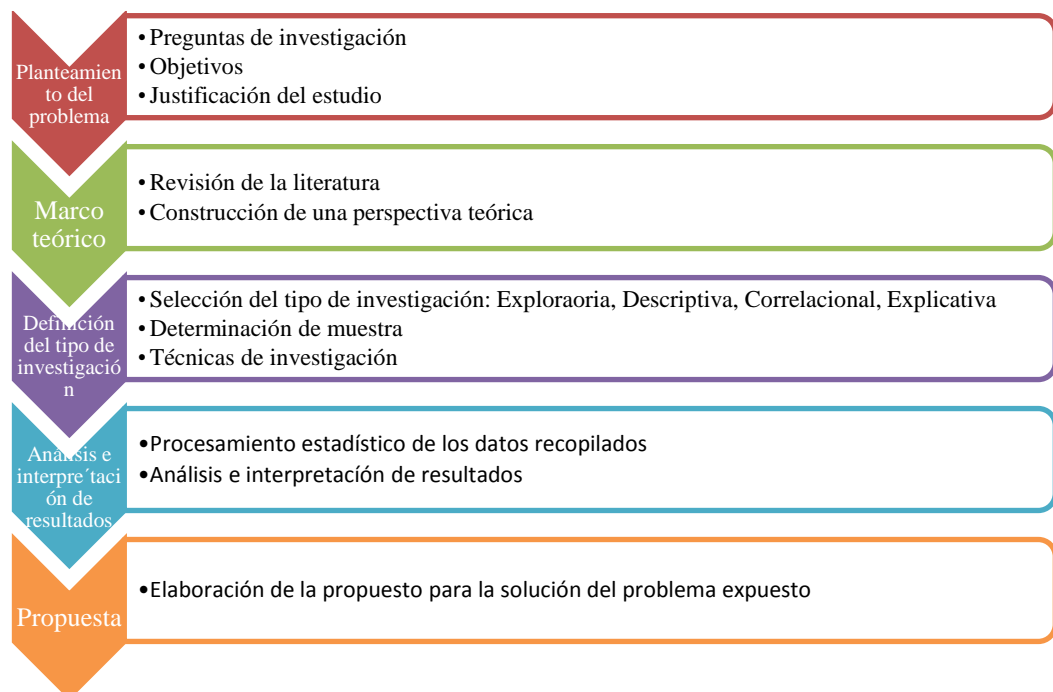 Planteamien
to del
problema
• Preguntas de investigación
• Objetivos
• Justificación del estudio
Marco
teórico
• Revisión de la literatura
• Construcción de una perspectiva teórica
Definición
del tipo de
investigació
n
• Selección del tipo de investigación: Exploraoria, Descriptiva, Correlacional, Explicativa
• Determinación de muestra
• Técnicas de investigación
Análisis e
interpre´taci
ón de
resultados
•Procesamiento estadístico de los datos recopilados
•Análisis e interpretacíón de resultados
Propuesta
•Elaboración de la propuesto para la solución del problema expuesto